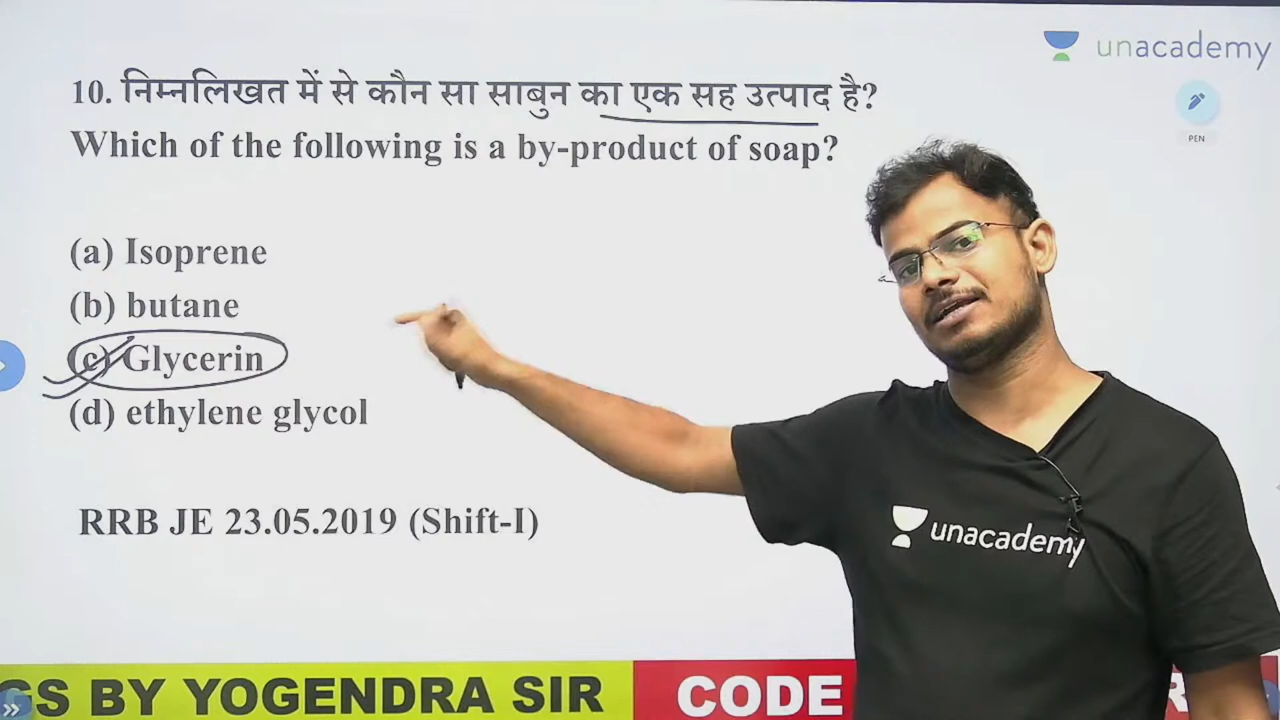 unacademy
10. निम्नलिखत में से कौन सा साबुन का एक सह उत्पाद है?
PEN
Which of the following is a by-product of soap?
(a) Isoprene
(b) butane
(c) Glycerin
(d) ethylene glycol
RRB JE 23.05.2019 (Shift-I)
unacademy
GS BY YOGENDRA SIR
CODE